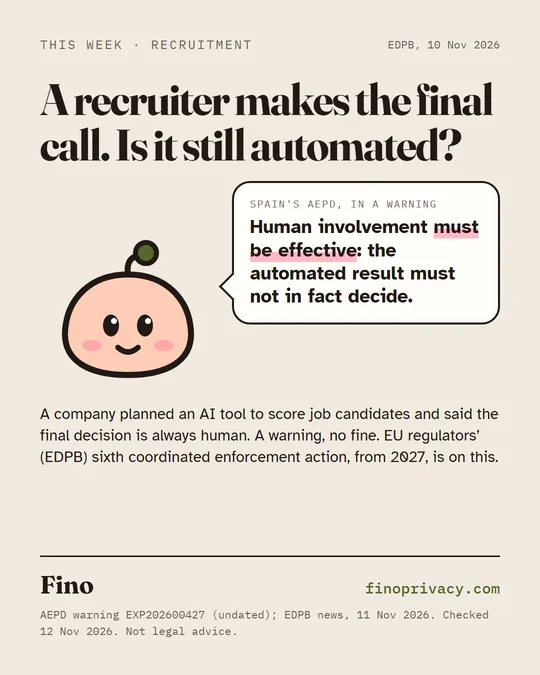 THIS WEEK · RECRUITMENT
EDPB, 10 Nov 2026
A recruiter makes the final
call. Is it still automated?
SPAIN'S AEPD, IN A WARNING
Human involvement must
be effective: the
automated result must
not in fact decide.
A company planned an AI tool to score job candidates and said the
final decision is always human. A warning, no fine. EU regulators’
(EDPB) sixth coordinated enforcement action, from 2027, is on this.
Fino
finoprivacy.com
AEPD warning EXP202600427 (undated); EDPB news, 11 Nov 2026. Checked
12 Nov 2026. Not legal advice.